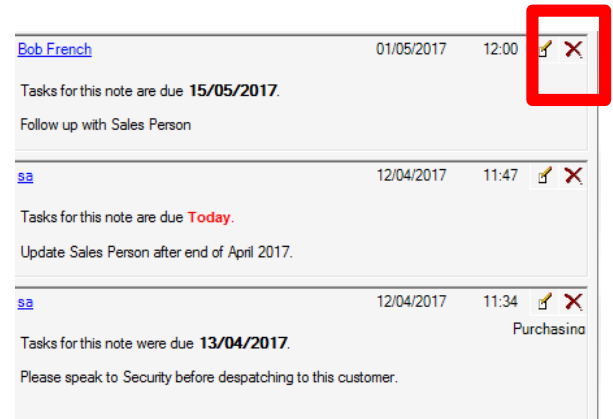 Bob French 01/05/2017 12:00
Tasks for this note are due 15/05/2017.
Follow up with Sales Person
sa 12/04/2017 11:47
Tasks for this note are due Today.
Update Sales Person after end of April 2017.
sa 12/04/2017 11:34
Purchasing
Tasks for this note were due 13/04/2017.
Please speak to Security before despatching to this customer.